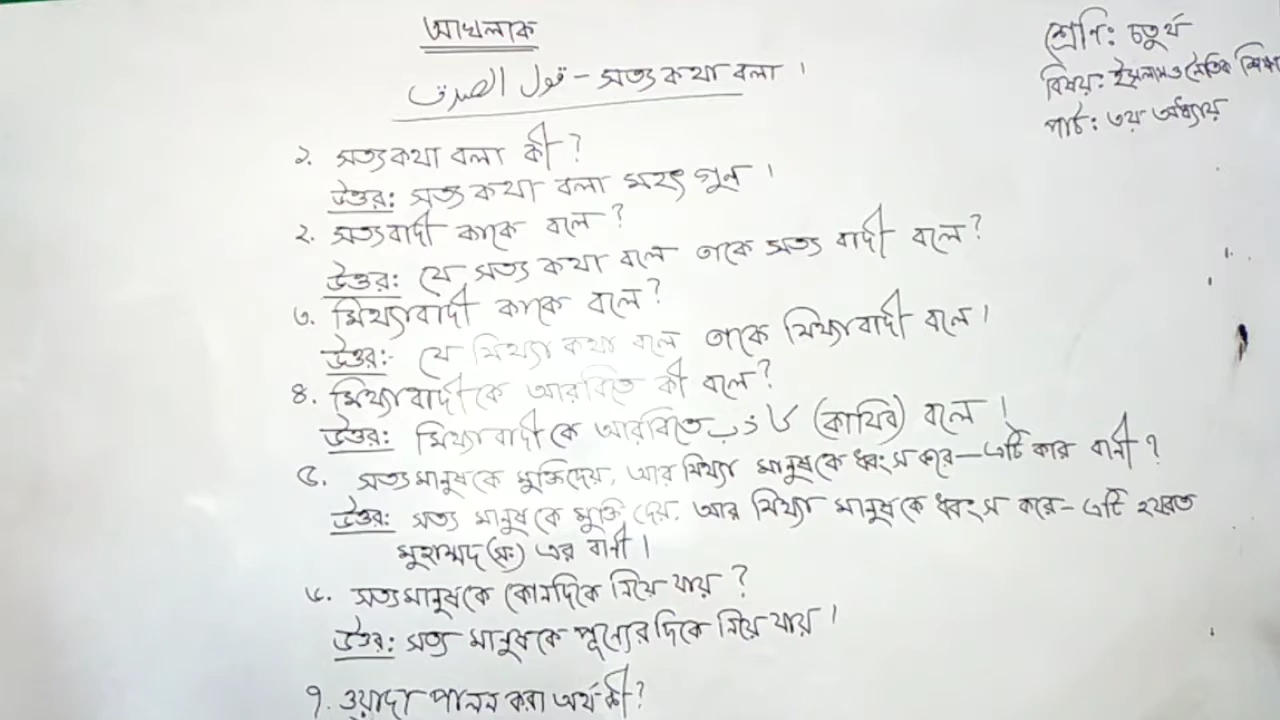 আখলাক
قول الصدق - সত্য কথা বলা ।
শ্রেণি: চতুর্থ
বিষয়: ইসলাম ও নৈতিক শিক্ষা
পাঠ: ৩য় অধ্যায়
১. সত্য কথা বলা কী ?
উত্তর: সত্য কথা বলা মহৎ গুন ।
২. সত্যবাদী কাকে বলে ?
উত্তর: যে সত্য কথা বলে তাকে সত্য বাদী বলে ?
৩. মিথ্যাবাদী কাকে বলে ?
উত্তর:- যে মিথ্যা কথা বলে তাকে মিথ্যাবাদী বলে ।
৪. মিথ্যাবাদীকে আরবিতে কী বলে ?
উত্তর: মিথ্যাবাদী কে আরবিতে كاذب (কাযিব) বলে ।
৫. সত্য মানুষকে মুক্তি দেয়, আর মিথ্যা মানুষকে ধ্বংস করে – এটি কার বানী ?
উত্তর: সত্য মানুষ কে মুক্তি দেয়, আর মিথ্যা মানুষ কে ধ্বংস করে - এটি হযরত
মুহাম্মদ (স:) এর বানী ।
৬. সত্য মানুষকে কোনদিকে নিয়ে যায় ?
উত্তর: সত্য মানুষকে পুন্যের দিকে নিয়ে যায় ।
৭. ওয়াদা পালন করা অর্থ কী ?